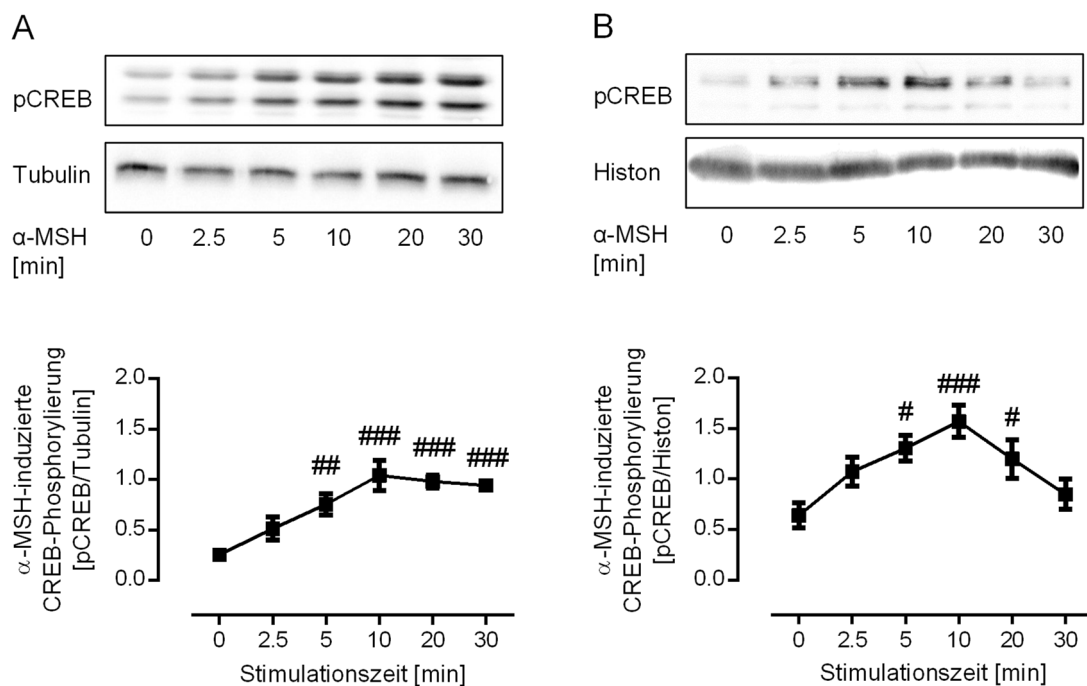 A
pCREB
Tubulin
α-MSH 0 2.5 5 10 20 30
[min]
α-MSH-induzierte
CREB-Phosphorylierung
[pCREB/Tubulin]
2.0
1.5
1.0
0.5
0.0
## ### ### ###
0 2.5 5 10 20 30
Stimulationszeit [min]
B
pCREB
Histon
α-MSH 0 2.5 5 10 20 30
[min]
α-MSH-induzierte
CREB-Phosphorylierung
[pCREB/Histon]
2.0
1.5
1.0
0.5
0.0
# ### #
0 2.5 5 10 20 30
Stimulationszeit [min]